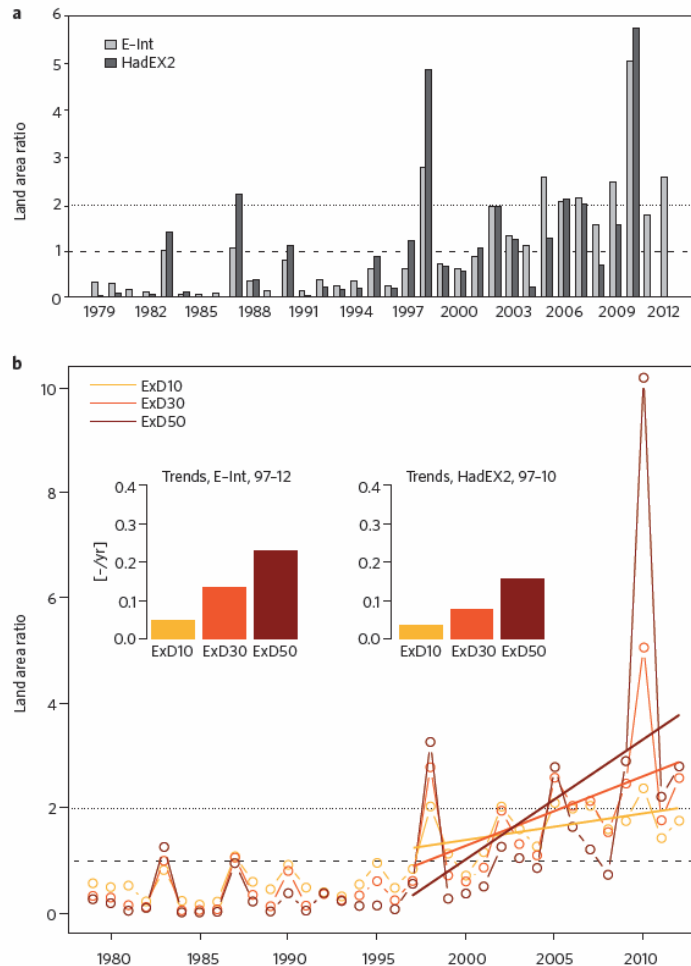 a
E-Int
HadEX2
Land area ratio
6
5
4
3
2
1
0
1979 1982 1985 1988 1991 1994 1997 2000 2003 2006 2009 2012
b
ExD10
ExD30
ExD50
Land area ratio
10
8
6
4
2
0
Trends, E-Int, 97-12
[-/yr]
0.4
0.3
0.2
0.1
0.0
ExD10 ExD30 ExD50
Trends, HadEX2, 97-10
0.4
0.3
0.2
0.1
0.0
ExD10 ExD30 ExD50
1980 1985 1990 1995 2000 2005 2010